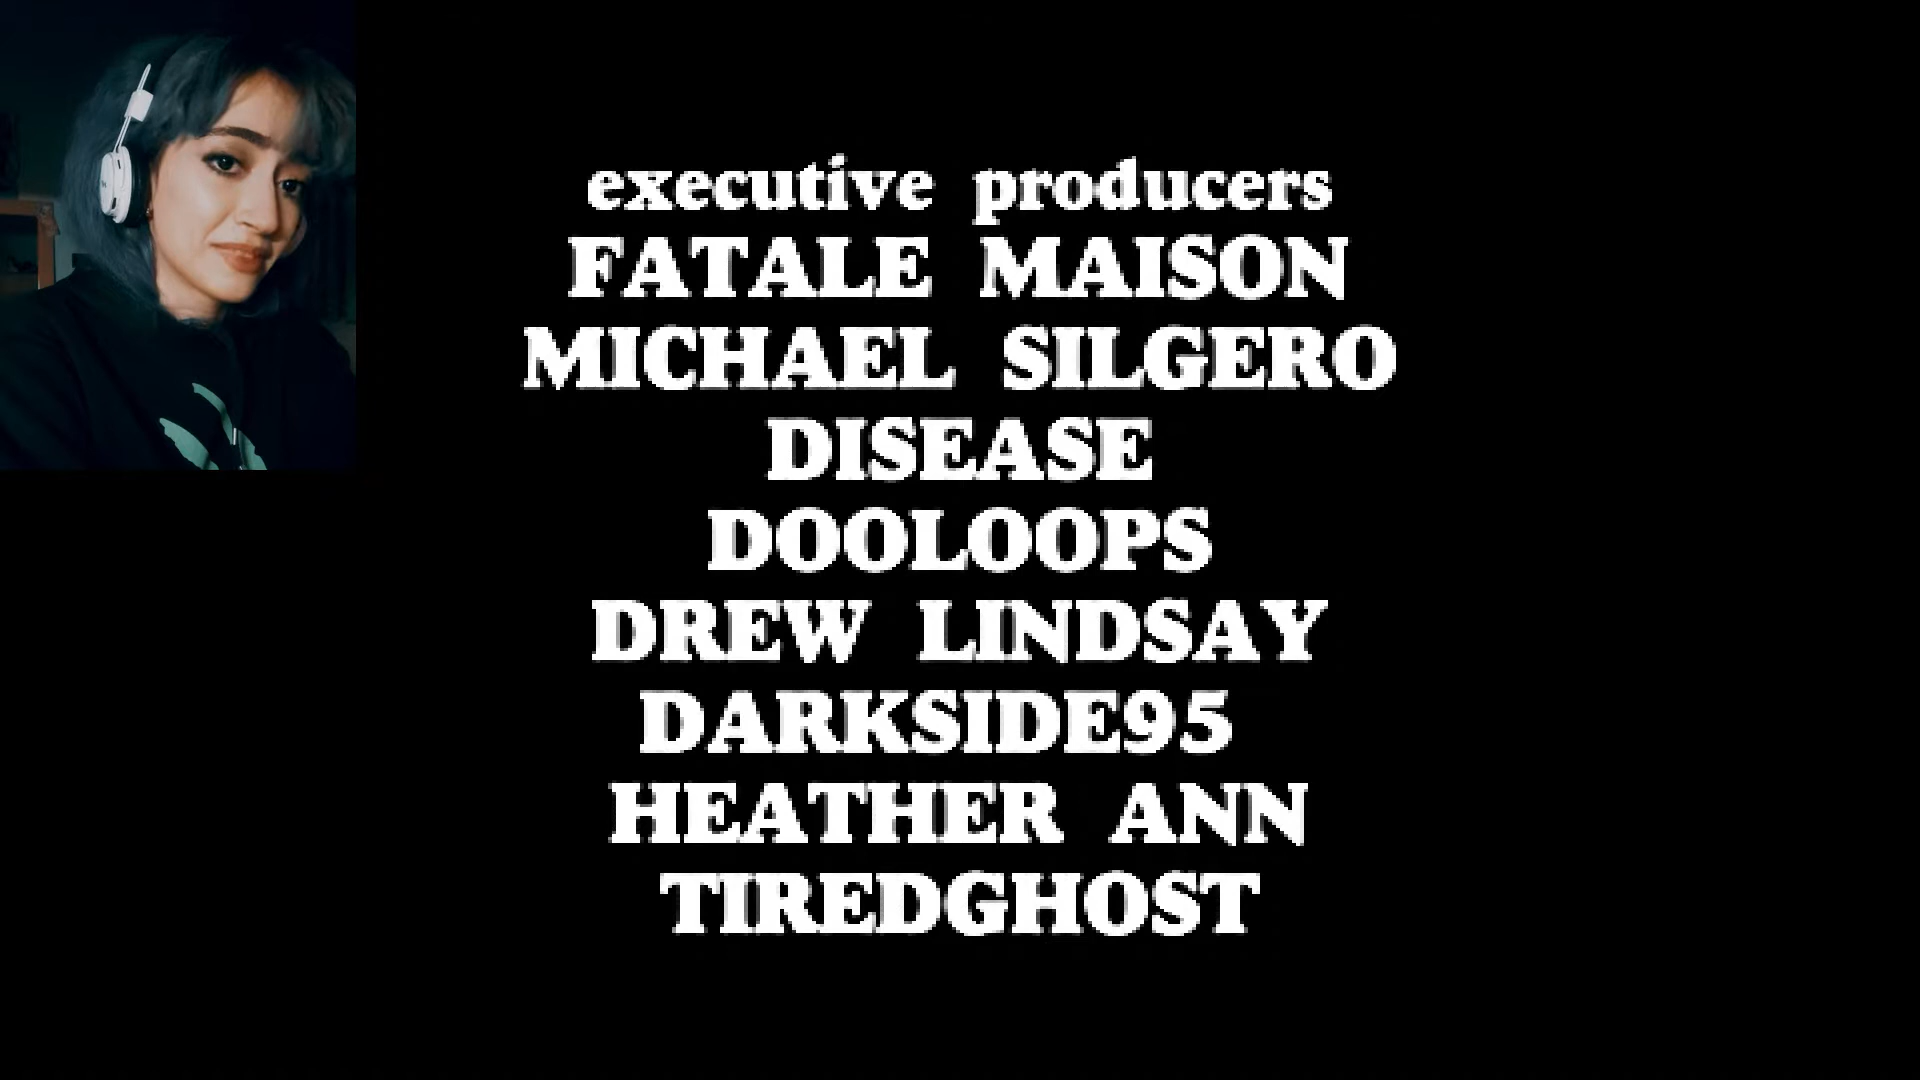 executive producers
FATALE MAISON
MICHAEL SILGERO
DISEASE
DOOLOOPS
DREW LINDSAY
DARKSIDE95
HEATHER ANN
TIREDGHOST